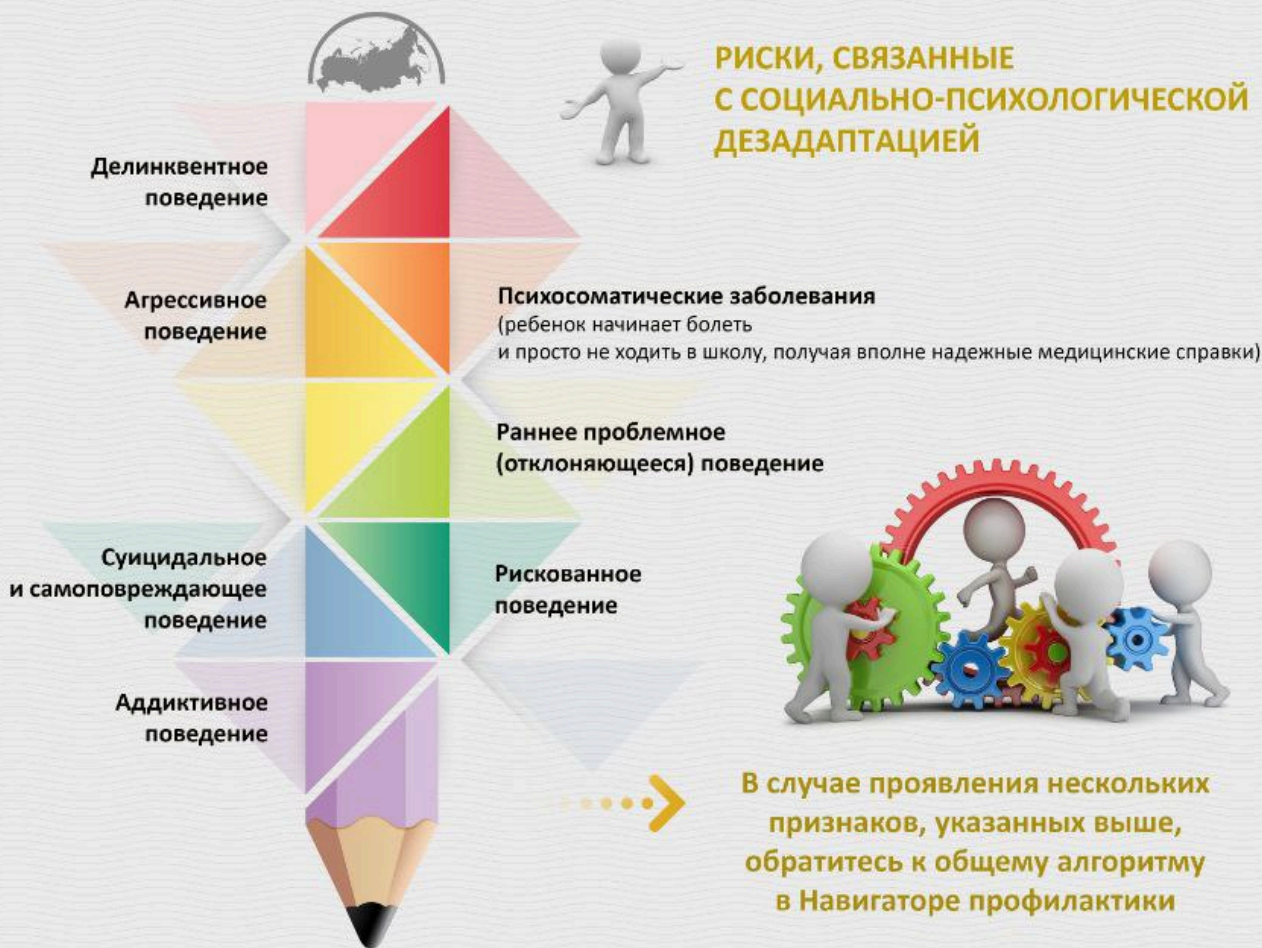 РИСКИ, СВЯЗАННЫЕ
С СОЦИАЛЬНО-ПСИХОЛОГИЧЕСКОЙ
ДЕЗАДАПТАЦИЕЙ
Делинквентное
поведение
Агрессивное
поведение
Психосоматические заболевания
(ребенок начинает болеть
и просто не ходить в школу, получая вполне надежные медицинские справки)
Раннее проблемное
(отклоняющееся) поведение
Суицидальное
и самоповреждающее
поведение
Рискованное
поведение
Аддиктивное
поведение
В случае проявления нескольких
признаков, указанных выше,
обратитесь к общему алгоритму
в Навигаторе профилактики